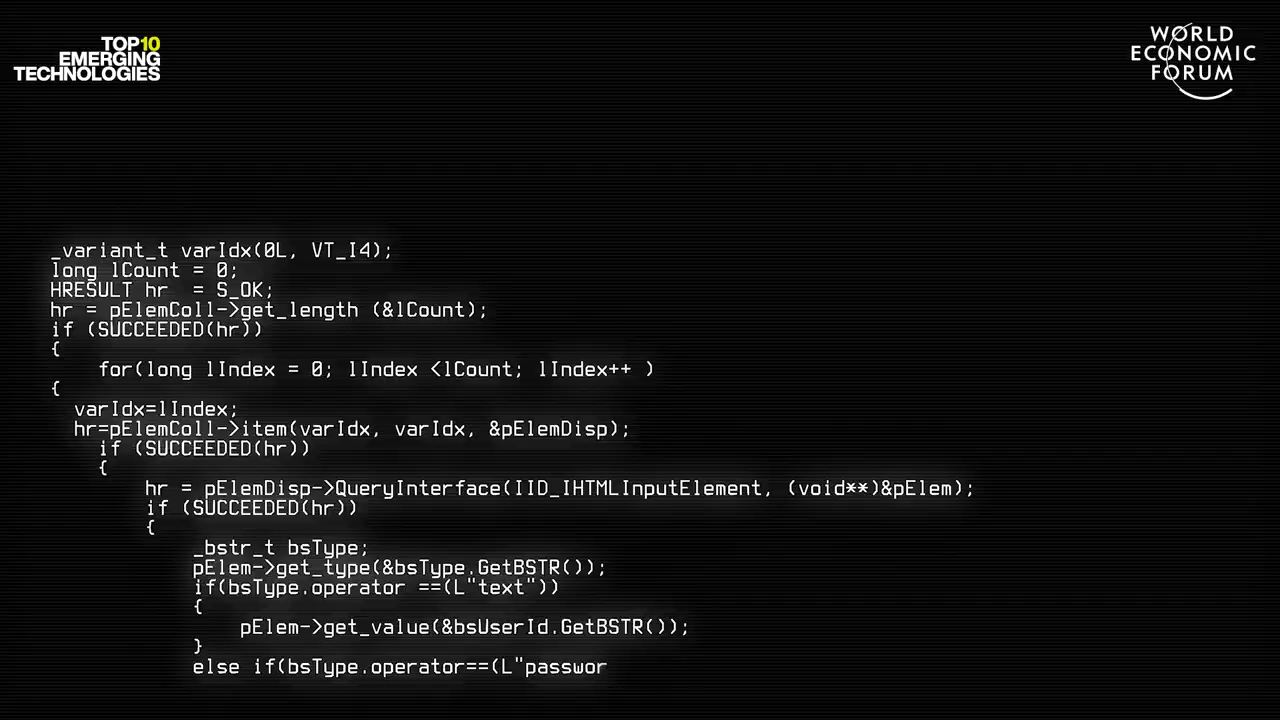 TOP10
EMERGING
TECHNOLOGIES
WORLD
ECONOMIC
FORUM
_variant_t varIdx(0L, VT_I4);
long lCount = 0;
HRESULT hr  = S_OK;
hr = pElemColl->get_length (&lCount);
if (SUCCEEDED(hr))
{
    for(long lIndex = 0; lIndex <lCount; lIndex++ )
{
  varIdx=lIndex;
  hr=pElemColl->item(varIdx, varIdx, &pElemDisp);
    if (SUCCEEDED(hr))
    {
        hr = pElemDisp->QueryInterface(IID_IHTMLInputElement, (void**)&pElem);
        if (SUCCEEDED(hr))
        {
            _bstr_t bsType;
            pElem->get_type(&bsType.GetBSTR());
            if(bsType.operator ==(L"text"))
            {
                pElem->get_value(&bsUserId.GetBSTR());
            }
            else if(bsType.operator==(L"passwor